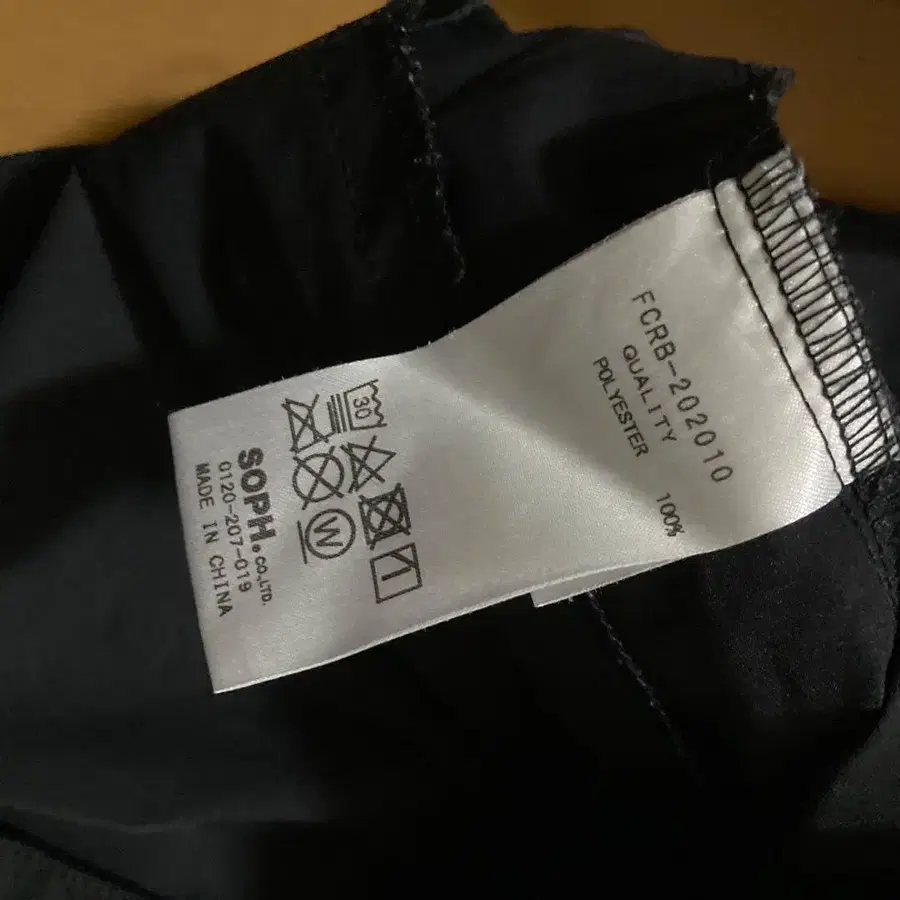 FCRB-202010
QUALITY
POLYESTER 100%
30
W
SOPH.CO.,LTD.
0120-207-019
MADE IN CHINA